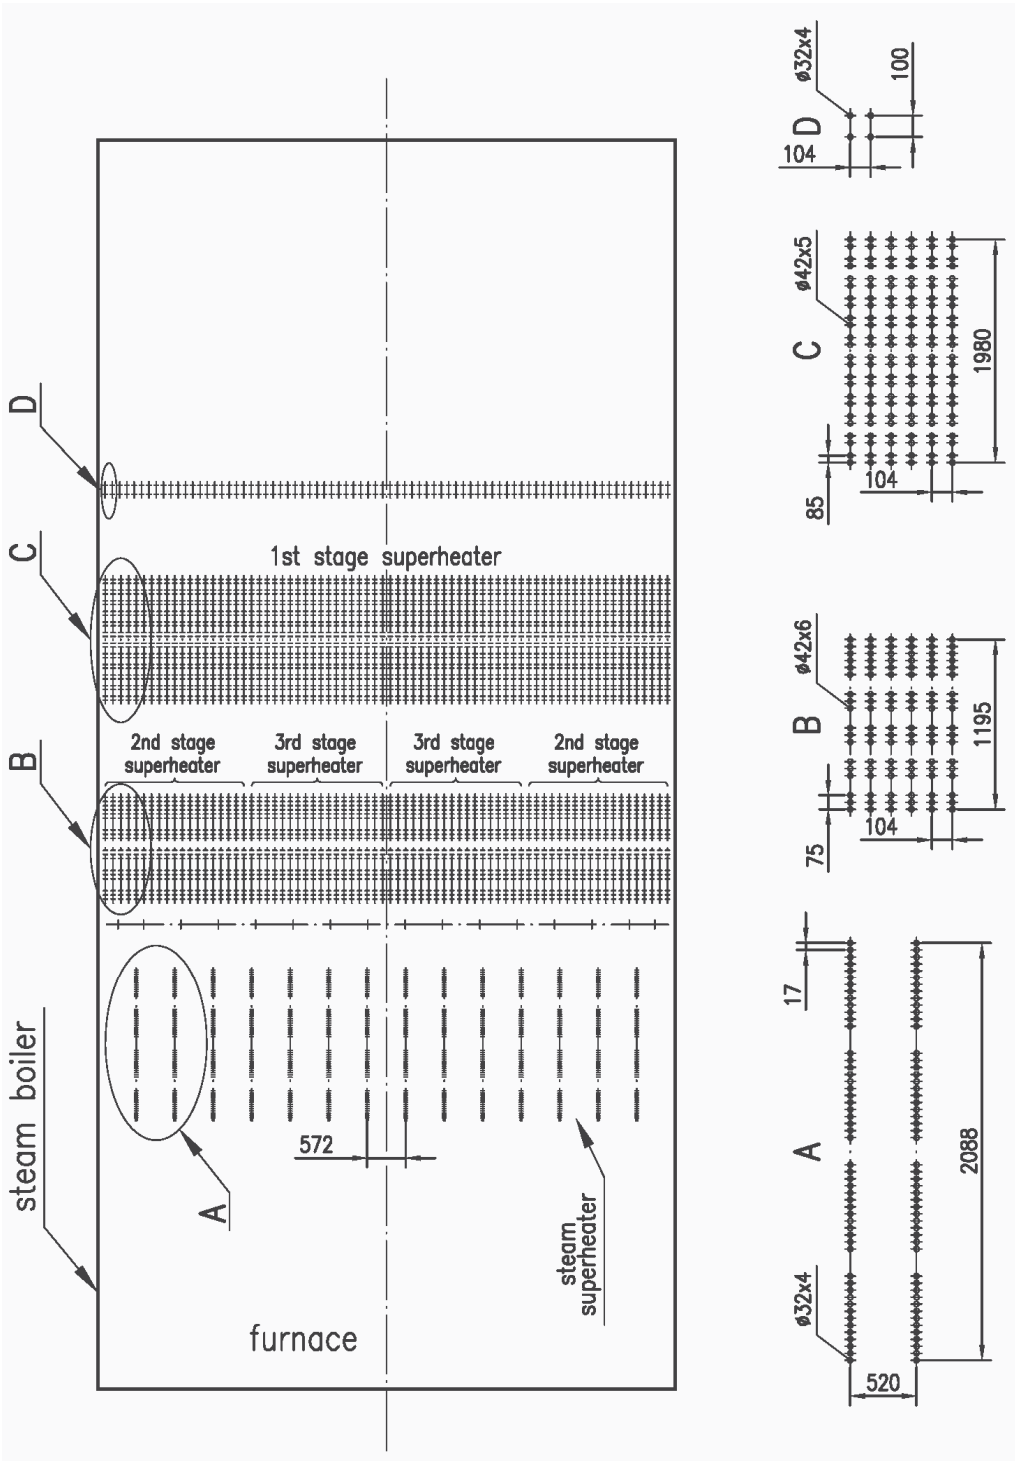 steam boiler
A
B
C
D
1st stage superheater
2nd stage
superheater
3rd stage
superheater
3rd stage
superheater
2nd stage
superheater
572
steam
superheater
furnace
D
ø32x4
100
104
C
ø42x5
1980
104
85
B
ø42x6
1195
104
75
A
17
2088
ø32x4
520